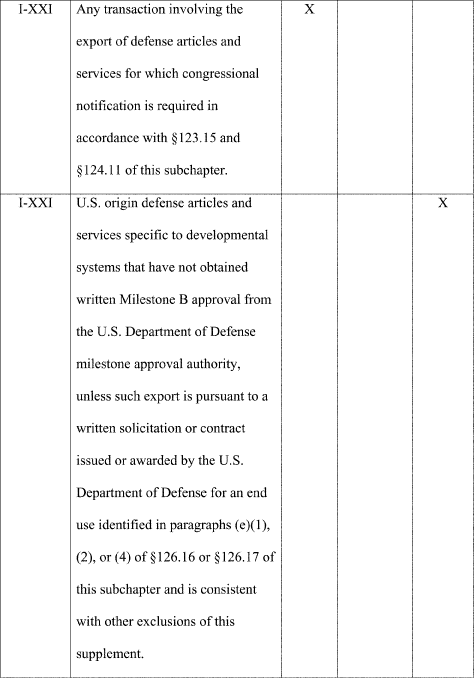 I-XXI Any transaction involving the X
export of defense articles and
services for which congressional
notification is required in
accordance with §123.15 and
§124.11 of this subchapter.
I-XXI U.S. origin defense articles and X
services specific to developmental
systems that have not obtained
written Milestone B approval from
the U.S. Department of Defense
milestone approval authority,
unless such export is pursuant to a
written solicitation or contract
issued or awarded by the U.S.
Department of Defense for an end
use identified in paragraphs (e)(1),
(2), or (4) of §126.16 or §126.17 of
this subchapter and is consistent
with other exclusions of this
supplement.